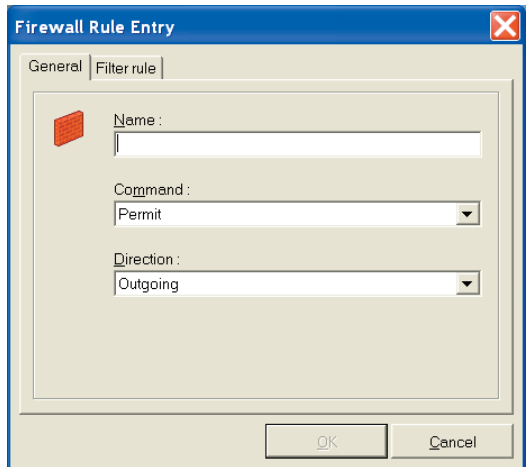 Firewall Rule Entry
General Filter rule
Name :
Command :
Permit
Direction :
Outgoing
OK Cancel